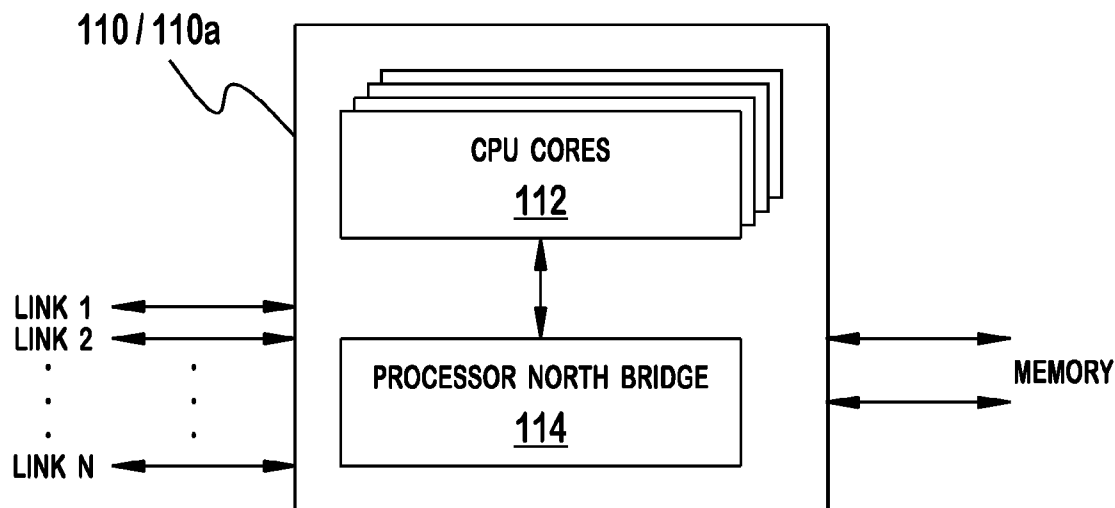 110 / 110a
CPU CORES
112
LINK 1
LINK 2
LINK N
PROCESSOR NORTH BRIDGE
114
MEMORY